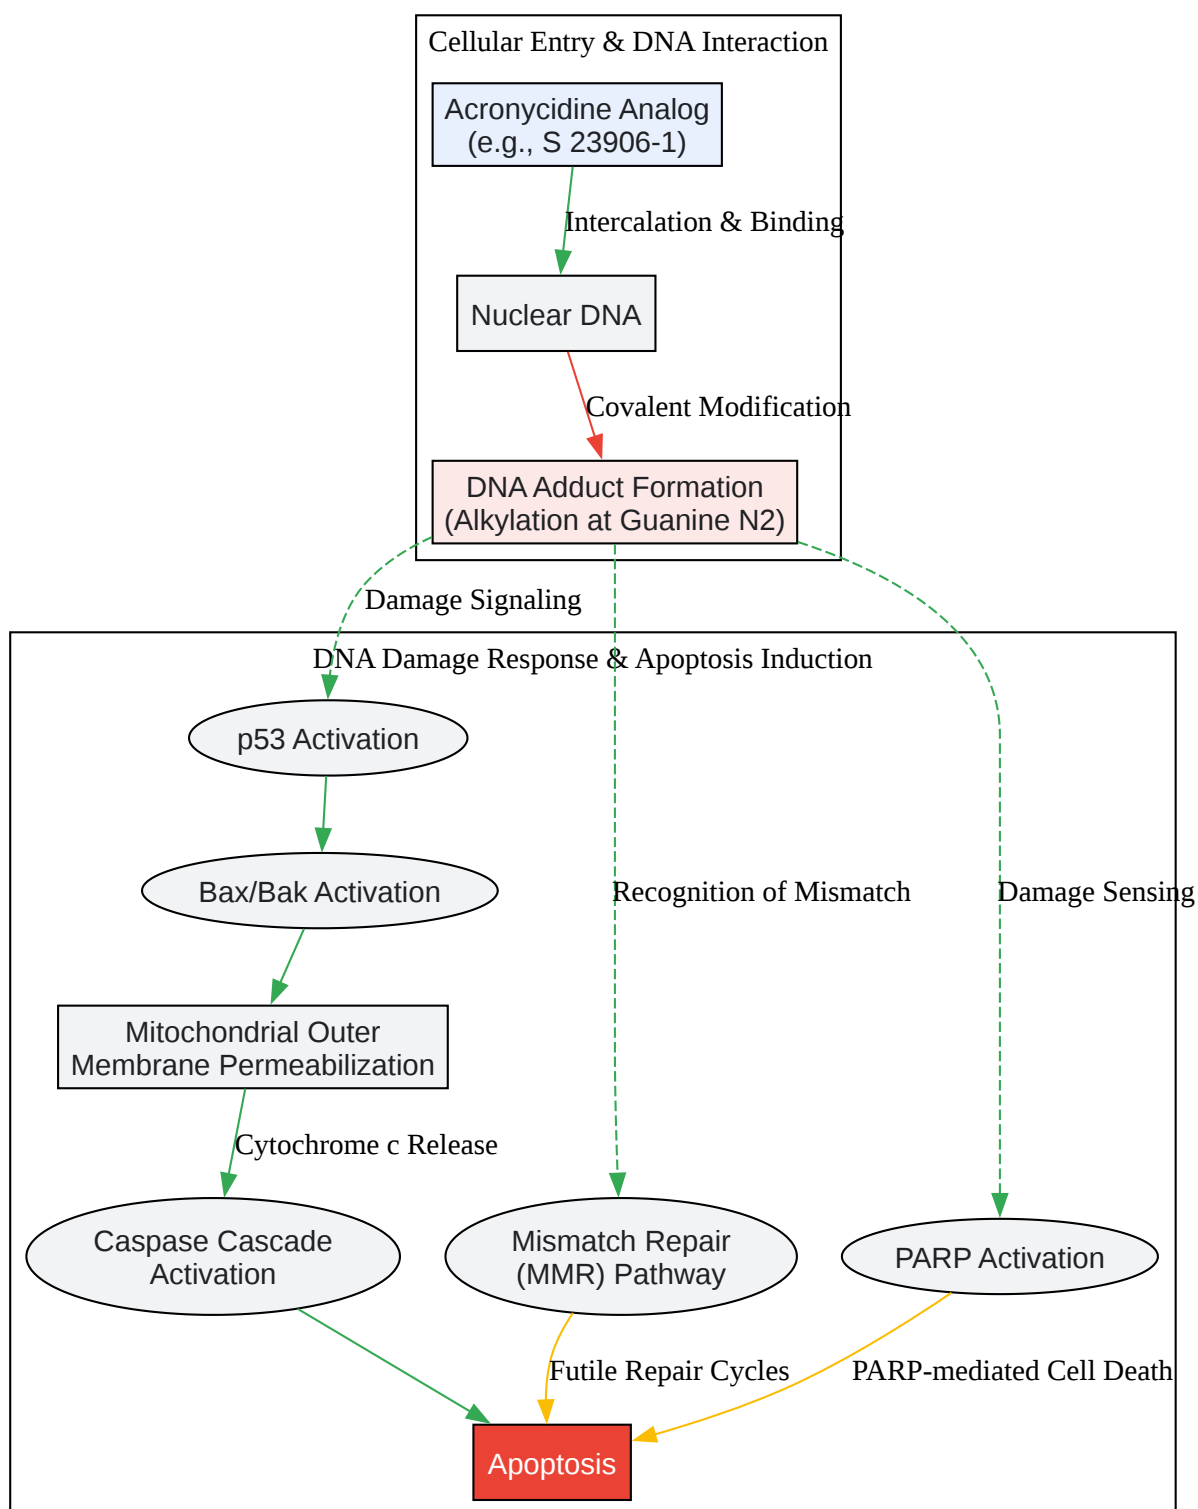 Cellular Entry & DNA Interaction
Acronycidine Analog
(e.g., S 23906-1)
Intercalation & Binding
Nuclear DNA
Covalent Modification
DNA Adduct Formation
(Alkylation at Guanine N2)
Damage Signaling
DNA Damage Response & Apoptosis Induction
p53 Activation
Bax/Bak Activation
Recognition of Mismatch
Damage Sensing
Mitochondrial Outer
Membrane Permeabilization
Cytochrome c Release
Caspase Cascade
Activation
Mismatch Repair
(MMR) Pathway
PARP Activation
Futile Repair Cycles
PARP-mediated Cell Death
Apoptosis